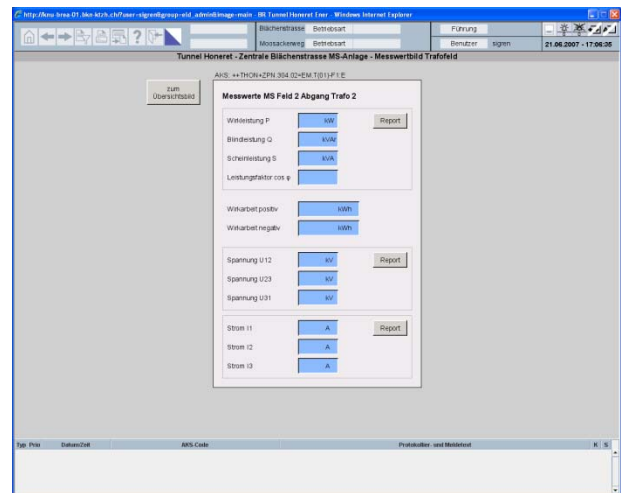 http://knu-brea-01.bke-ktzh.ch/?user=sigren&group=eld_admin&image=main - BR Tunnel Honeret Ener - Windows Internet Explorer
Blächenstrasse Betriebsart Führung
Moosackerweg Betriebsart Benutzer sigren 21.06.2007 - 17:06:35
Tunnel Honeret - Zentrale Blächenstrasse MS-Anlage - Messwertbild Trafofeld
AKS: ++THON+ZPN.304.02=EM.T(01)-F1:E
zum
Übersichtsbild
Messwerte MS Feld 2 Abgang Trafo 2
Wirkleistung P kW Report
Blindleistung Q kVAr
Scheinleistung S kVA
Leistungsfaktor cos φ
Wirkarbeit positiv kWh
Wirkarbeit negativ kWh
Spannung U12 kV Report
Spannung U23 kV
Spannung U31 kV
Strom I1 A Report
Strom I2 A
Strom I3 A
Typ Prio Datum/Zeit AKS-Code Protokollier- und Meldetext K S